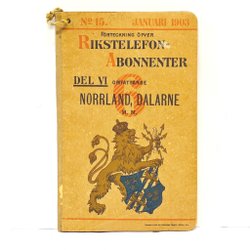 No 15. JANUARI 1903
FÖRTECKNING ÖFVER
RIKSTELEFON-
ABONNENTER
DEL VI OMFATTANDE
NORRLAND, DALARNE
M. M.